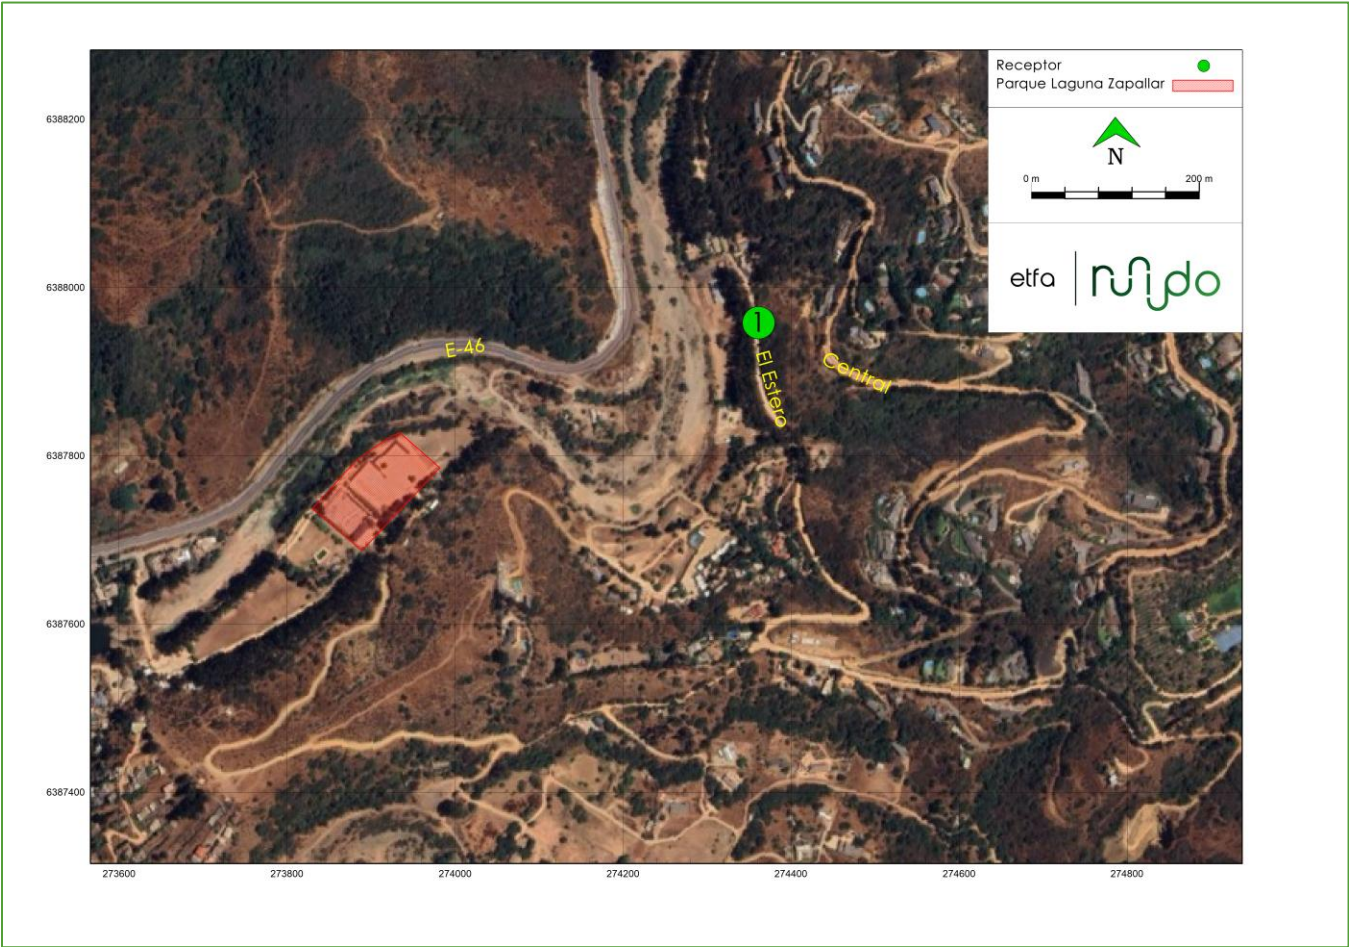 Receptor
Parque Laguna Zapallar
N
0 m 200 m
etfa | ruido
6388200
6388000
6387800
6387600
6387400
1
E-46
El Estero
Central
273600 273800 274000 274200 274400 274600 274800